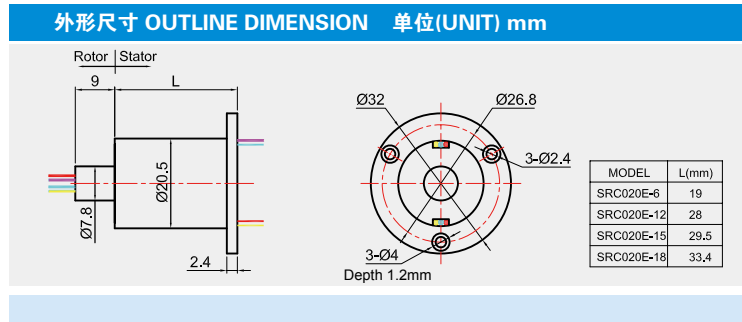 外形尺寸 OUTLINE DIMENSION 单位(UNIT) mm
Rotor Stator
9 L
Ø20.5
Ø7.8
2.4
Ø32 Ø26.8
3-Ø2.4
3-Ø4
Depth 1.2mm
MODEL L(mm)
SRC020E-6 19
SRC020E-12 28
SRC020E-15 29.5
SRC020E-18 33.4